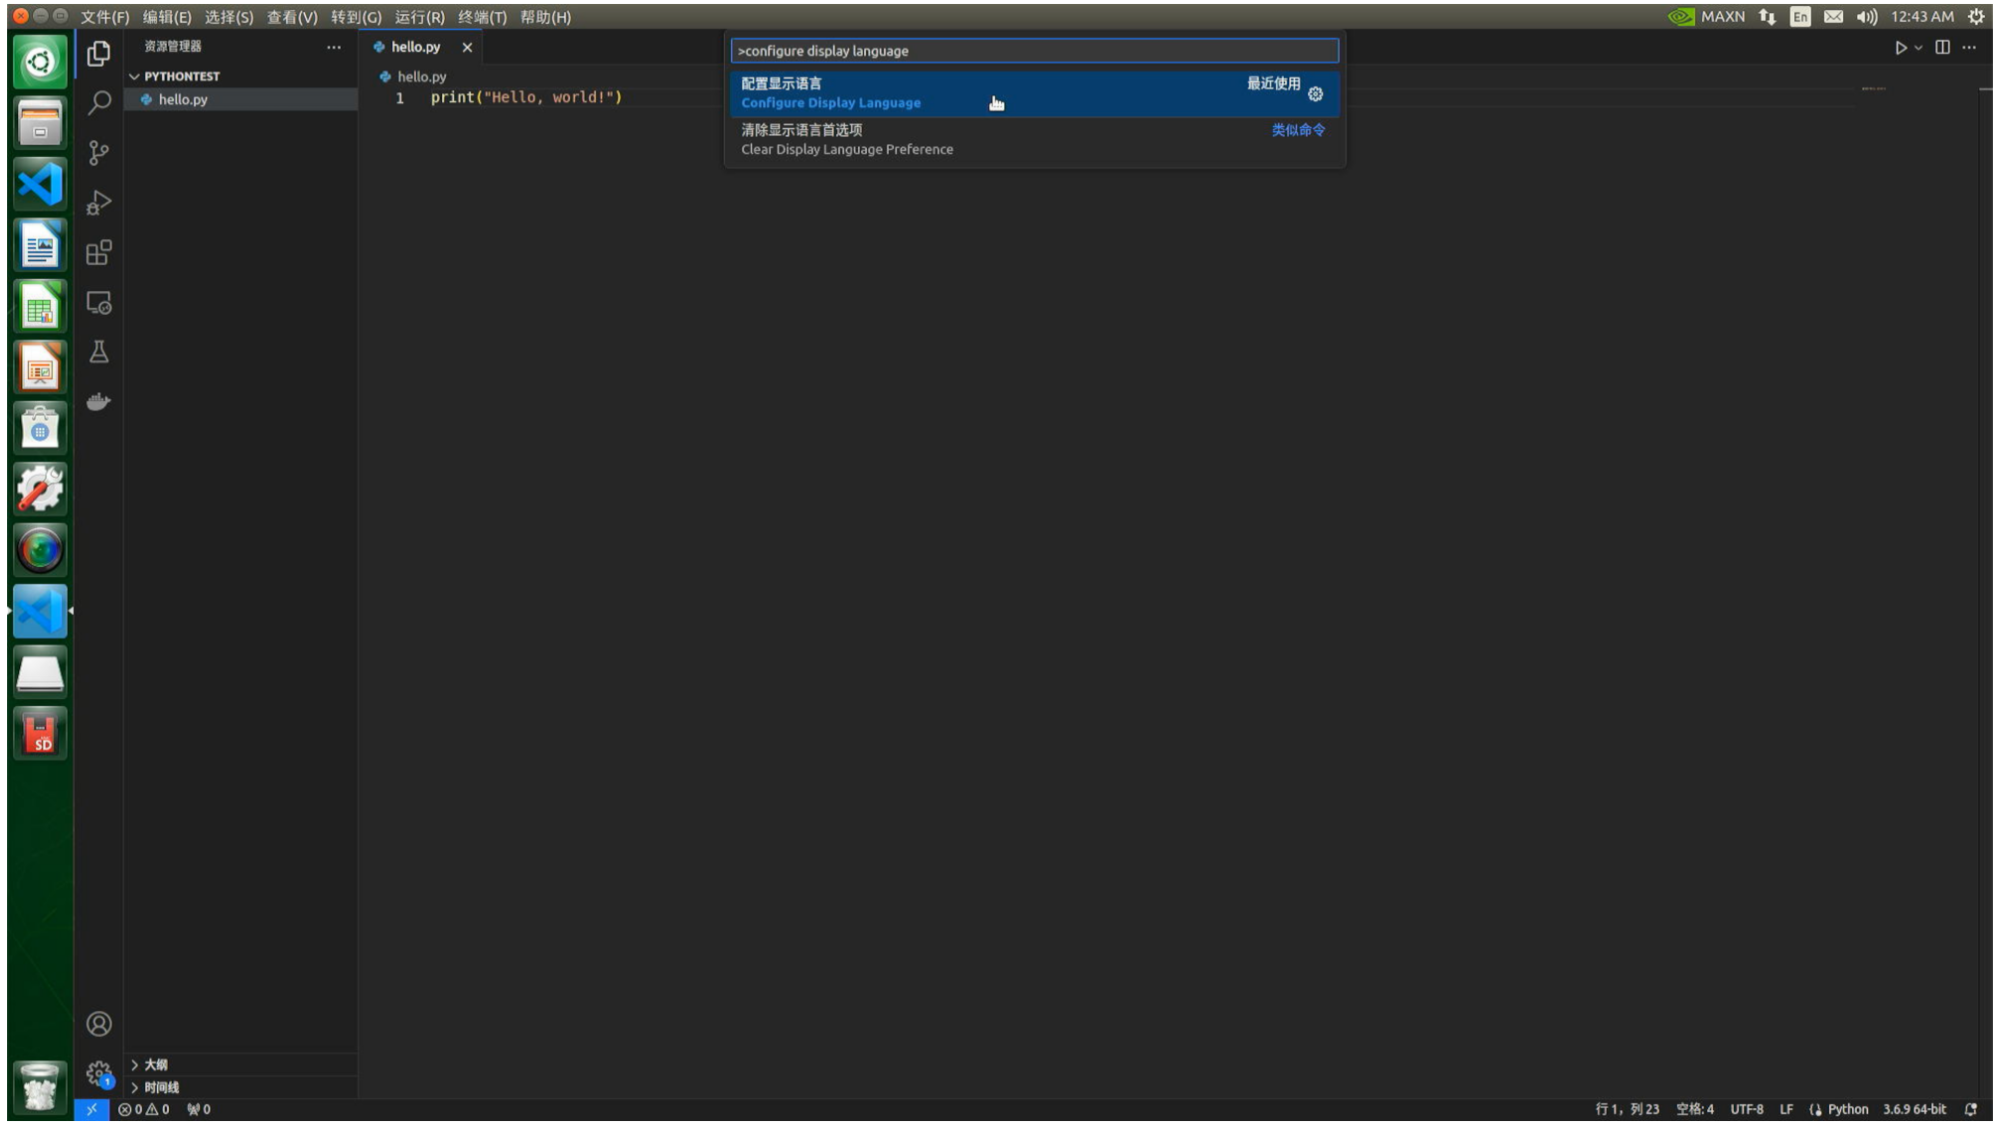 文件(F) 编辑(E) 选择(S) 查看(V) 转到(G) 运行(R) 终端(T) 帮助(H)
MAXN En 12:43 AM
资源管理器
PYTHONTEST
hello.py
hello.py
hello.py
1 print("Hello, world!")
>configure display language
配置显示语言 最近使用
Configure Display Language
清除显示语言首选项 类似命令
Clear Display Language Preference
SD
大纲
1
时间线
0 0 0
行 1，列 23 空格: 4 UTF-8 LF Python 3.6.9 64-bit